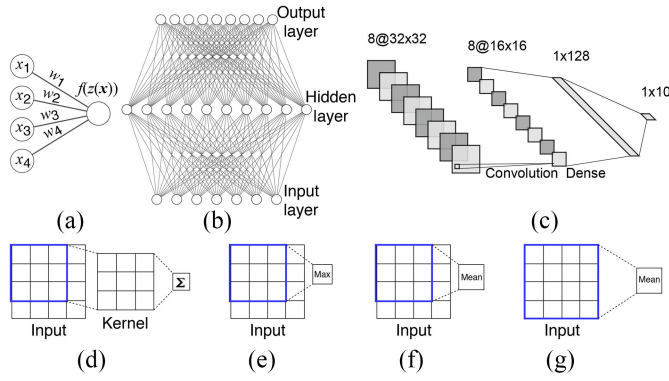 x1
x2
x3
x4
w1
w2
w3
w4
f(z(x))
(a)
Output
layer
Hidden
layer
Input
layer
(b)
8@32x32
8@16x16
1x128
1x10
Convolution
Dense
(c)
Input
Kernel
Σ
(d)
Input
Max
(e)
Input
Mean
(f)
Input
Mean
(g)